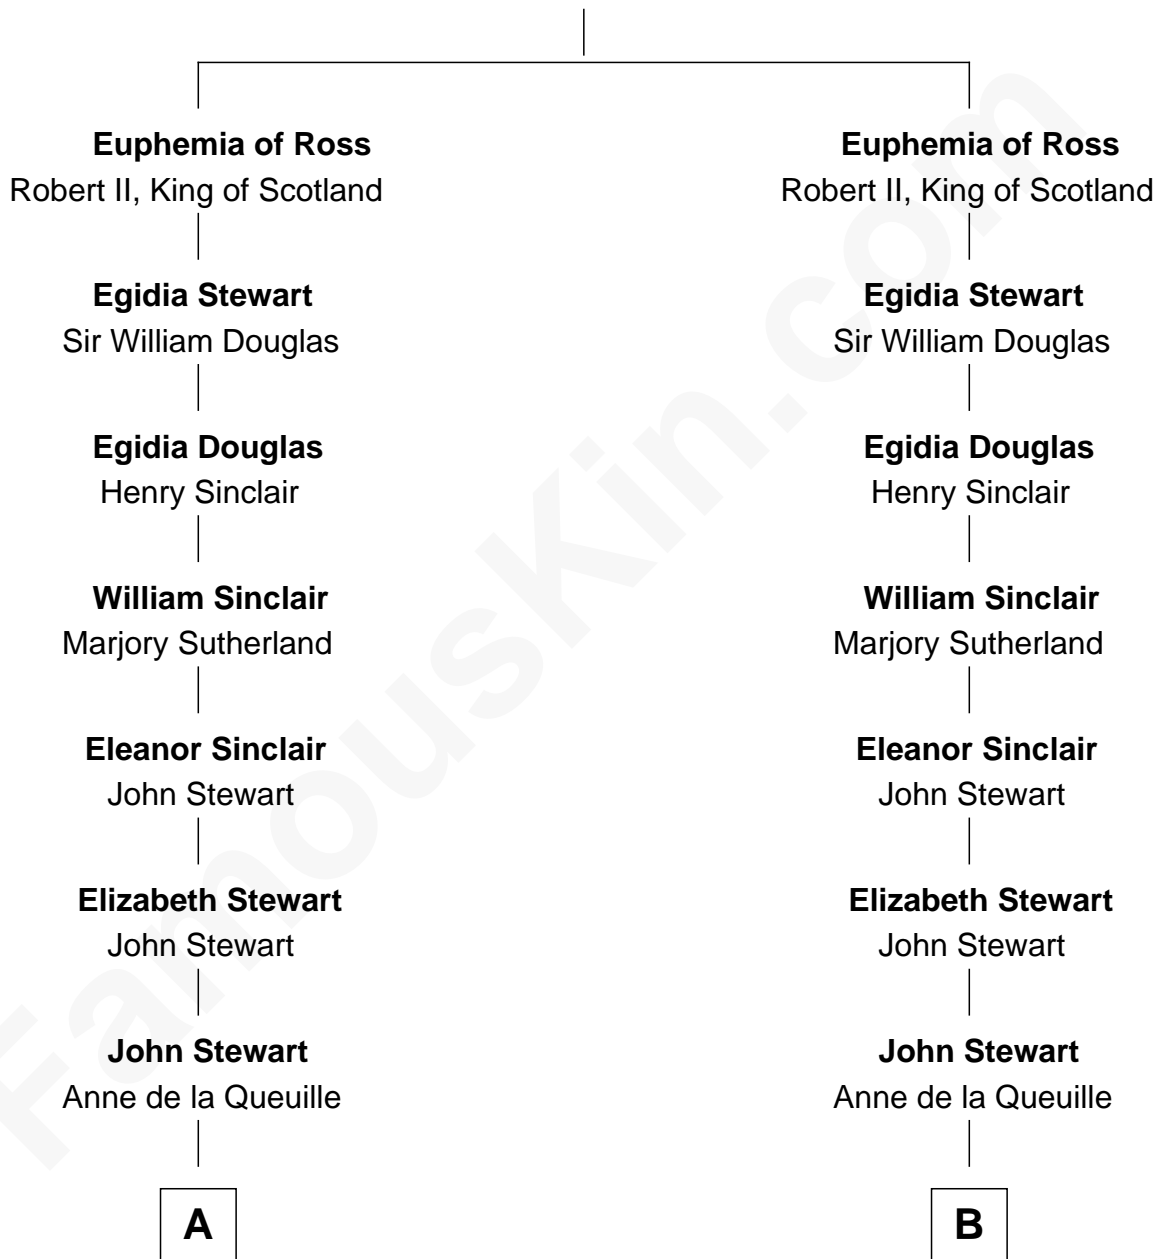 Euphemia of Ross
Robert II, King of Scotland
Egidia Stewart
Sir William Douglas
Egidia Douglas
Henry Sinclair
William Sinclair
Marjory Sutherland
Eleanor Sinclair
John Stewart
Elizabeth Stewart
John Stewart
John Stewart
Anne de la Queuille
A
Euphemia of Ross
Robert II, King of Scotland
Egidia Stewart
Sir William Douglas
Egidia Douglas
Henry Sinclair
William Sinclair
Marjory Sutherland
Eleanor Sinclair
John Stewart
Elizabeth Stewart
John Stewart
John Stewart
Anne de la Queuille
B
FamousKin.com